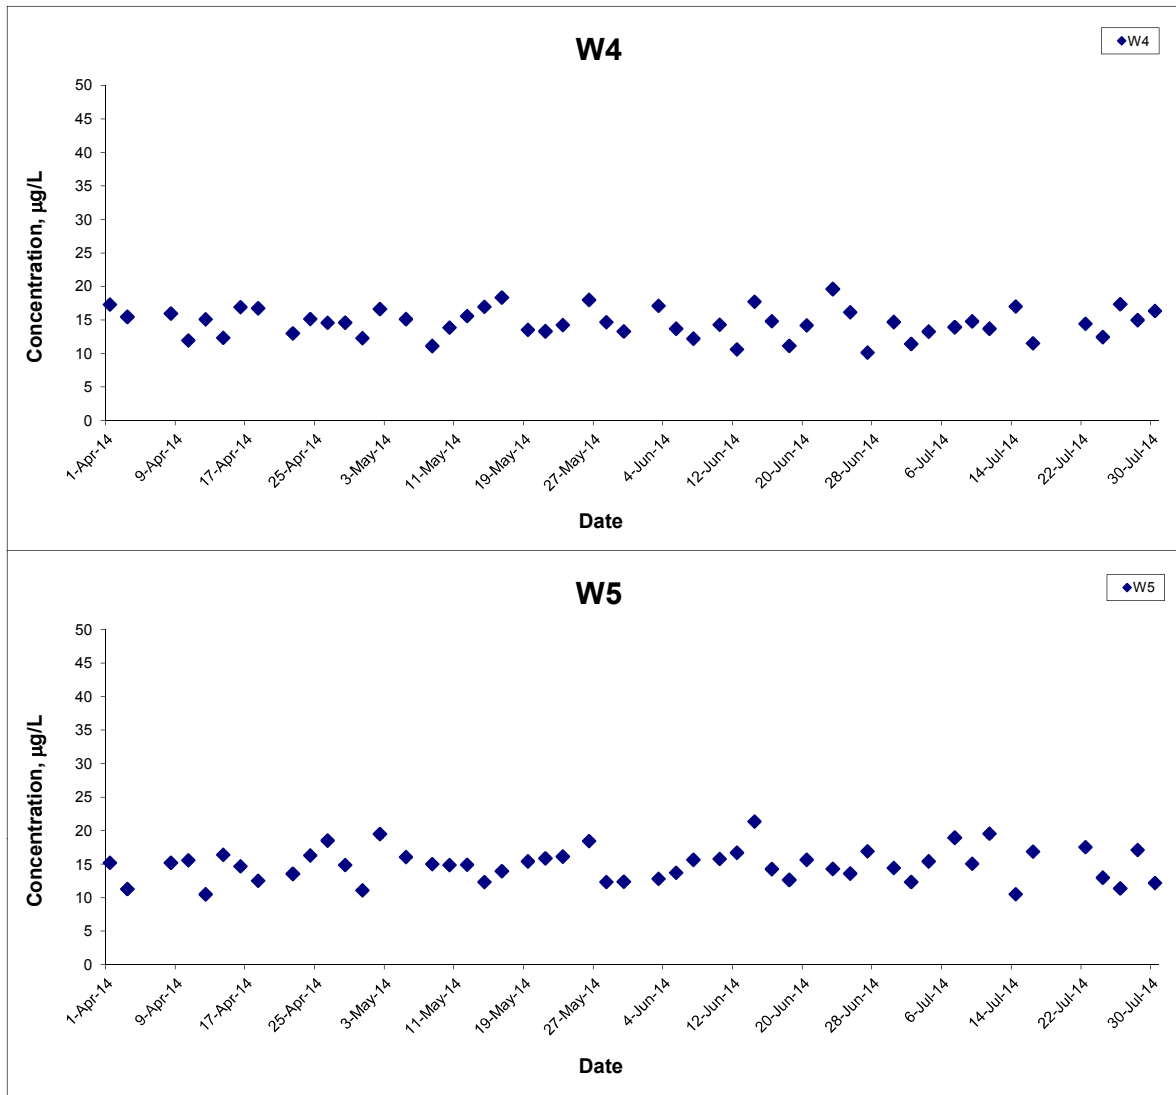 W4
W4
50
45
40
35
30
25
20
15
10
5
0
Concentration, µg/L
1-Apr-14
9-Apr-14
17-Apr-14
25-Apr-14
3-May-14
11-May-14
19-May-14
27-May-14
4-Jun-14
12-Jun-14
20-Jun-14
28-Jun-14
6-Jul-14
14-Jul-14
22-Jul-14
30-Jul-14
Date
W5
W5
50
45
40
35
30
25
20
15
10
5
0
Concentration, µg/L
1-Apr-14
9-Apr-14
17-Apr-14
25-Apr-14
3-May-14
11-May-14
19-May-14
27-May-14
4-Jun-14
12-Jun-14
20-Jun-14
28-Jun-14
6-Jul-14
14-Jul-14
22-Jul-14
30-Jul-14
Date